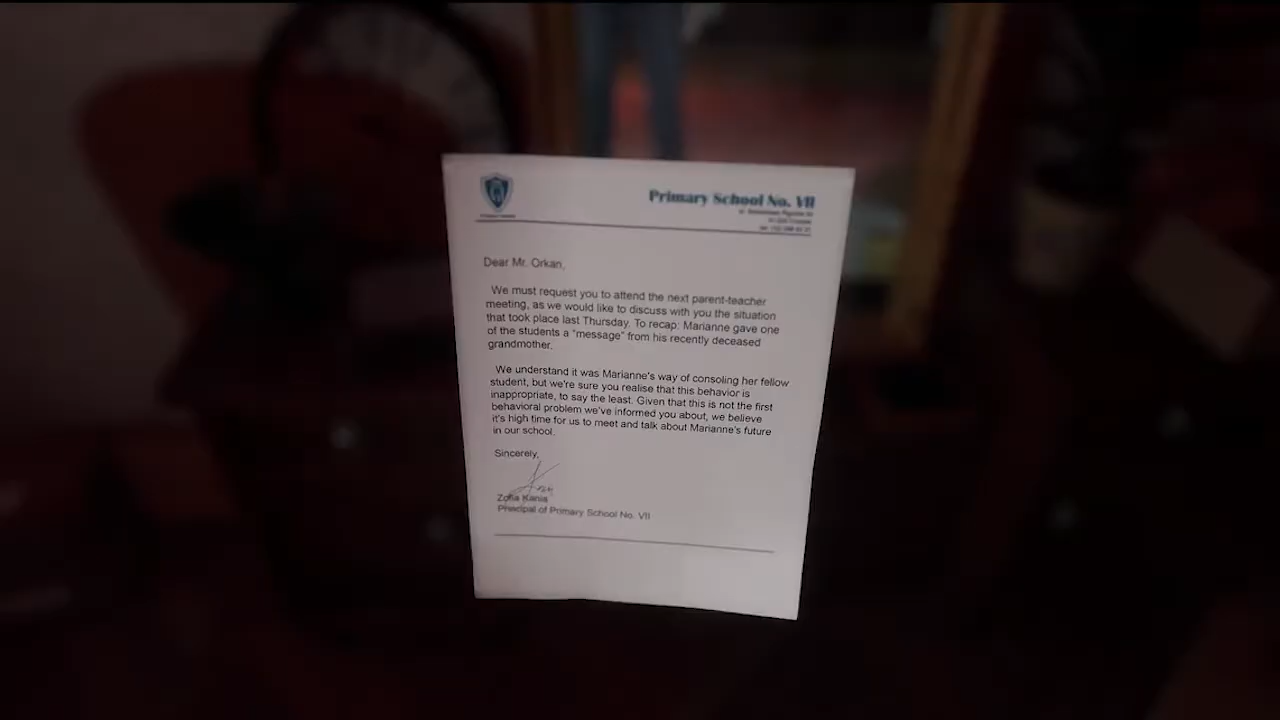 Primary School No. VII
Dear Mr. Orkan,
We must request you to attend the next parent-teacher
meeting, as we would like to discuss with you the situation
that took place last Thursday. To recap: Marianne gave one
of the students a "message" from his recently deceased
grandmother.
We understand it was Marianne's way of consoling her fellow
student, but we're sure you realise that this behavior is
inappropriate, to say the least. Given that this is not the first
behavioral problem we've informed you about, we believe
it's high time for us to meet and talk about Marianne's future
in our school.
Sincerely,
Zofia Kania
Principal of Primary School No. VII